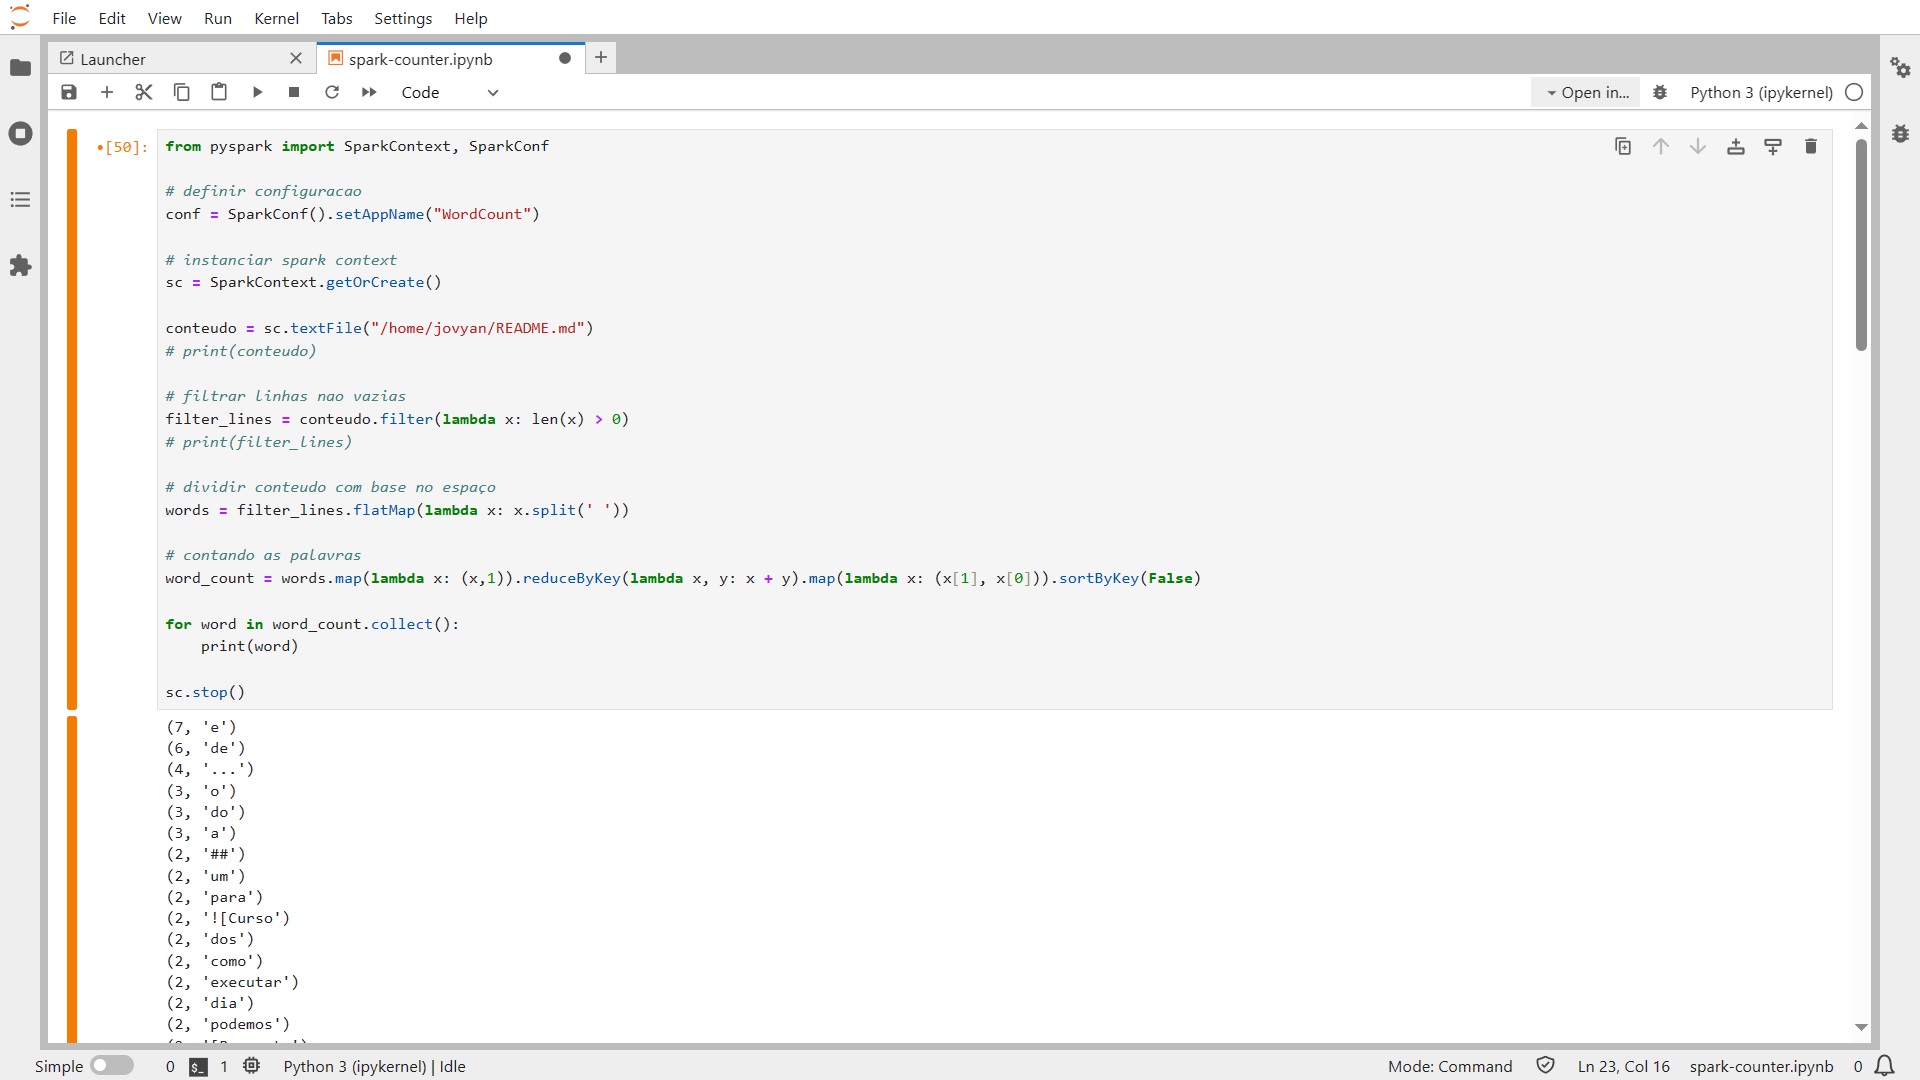 File Edit View Run Kernel Tabs Settings Help
Launcher
spark-counter.ipynb
Code
Open in...
Python 3 (ipykernel)
•[50]:
from pyspark import SparkContext, SparkConf
# definir configuracao
conf = SparkConf().setAppName("WordCount")
# instanciar spark context
sc = SparkContext.getOrCreate()
conteudo = sc.textFile("/home/jovyan/README.md")
# print(conteudo)
# filtrar linhas nao vazias
filter_lines = conteudo.filter(lambda x: len(x) > 0)
# print(filter_lines)
# dividir conteudo com base no espaço
words = filter_lines.flatMap(lambda x: x.split(' '))
# contando as palavras
word_count = words.map(lambda x: (x,1)).reduceByKey(lambda x, y: x + y).map(lambda x: (x[1], x[0])).sortByKey(False)
for word in word_count.collect():
    print(word)
sc.stop()
(7, 'e')
(6, 'de')
(4, '...')
(3, 'o')
(3, 'do')
(3, 'a')
(2, '##')
(2, 'um')
(2, 'para')
(2, '![Curso')
(2, 'dos')
(2, 'como')
(2, 'executar')
(2, 'dia')
(2, 'podemos')
Simple 0 $_ 1 Python 3 (ipykernel) | Idle
Mode: Command Ln 23, Col 16 spark-counter.ipynb 0